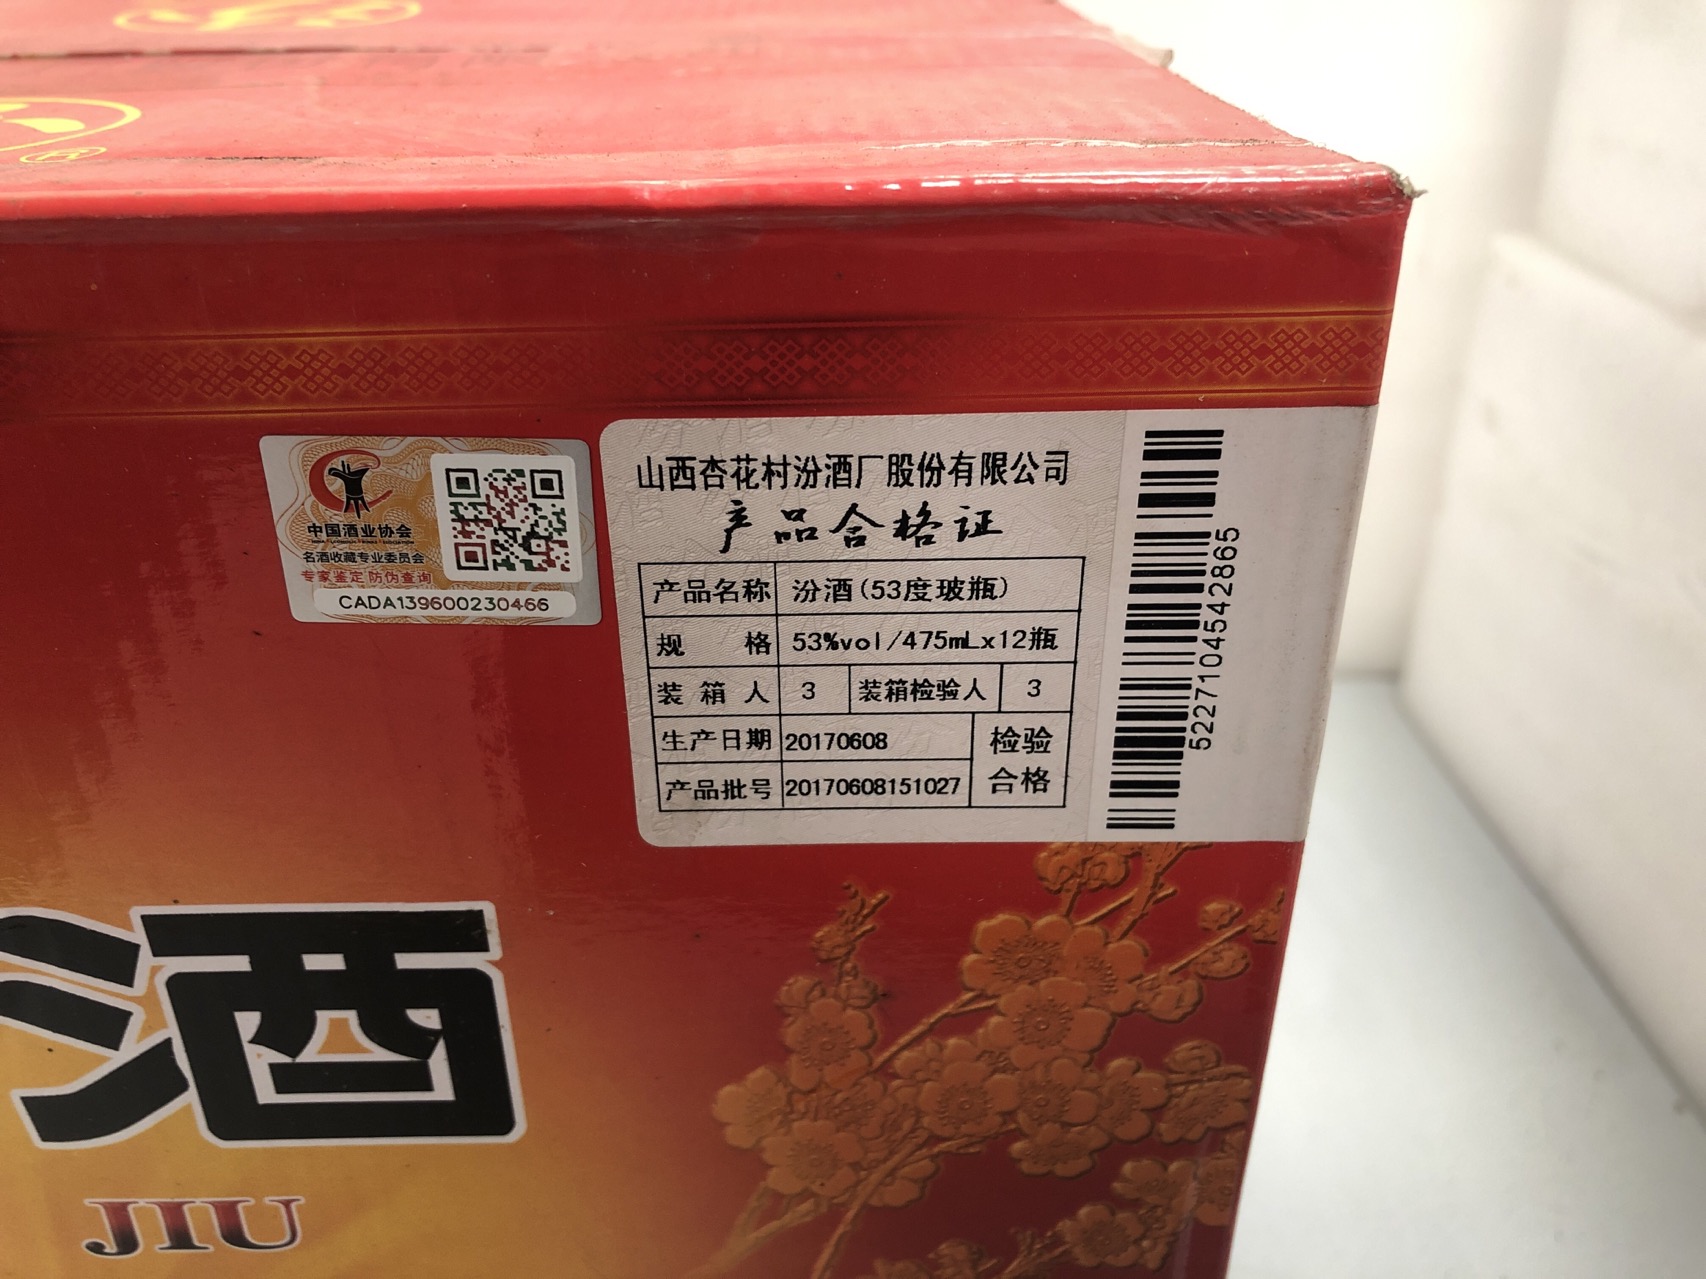 ®
中国酒业协会
名酒收藏专业委员会
专家鉴定 防伪查询
CADA139600230466
山西杏花村汾酒厂股份有限公司
产品合格证
产品名称 汾酒(53度玻瓶)
规 格 53%vol/475mLx12瓶
装 箱 人 3 装箱检验人 3
生产日期 20170608 检验
产品批号 20170608151027 合格
5227104542865
酒
JIU